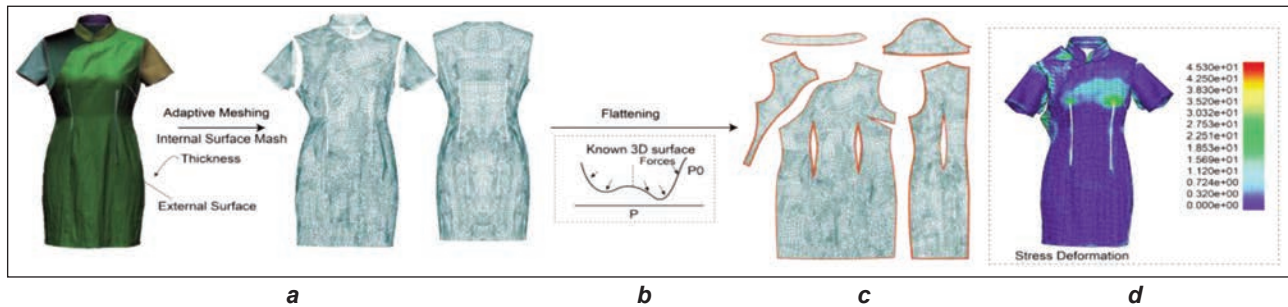 Adaptive Meshing
Internal Surface Mash
Thickness
External Surface
Flattening
Known 3D surface
Forces
P0
P
4.530e+01
4.250e+01
3.830e+01
3.520e+01
3.032e+01
2.753e+01
2.251e+01
1.853e+01
1.569e+01
1.120e+01
0.724e+00
0.320e+00
0.000e+00
Stress Deformation
a
b
c
d